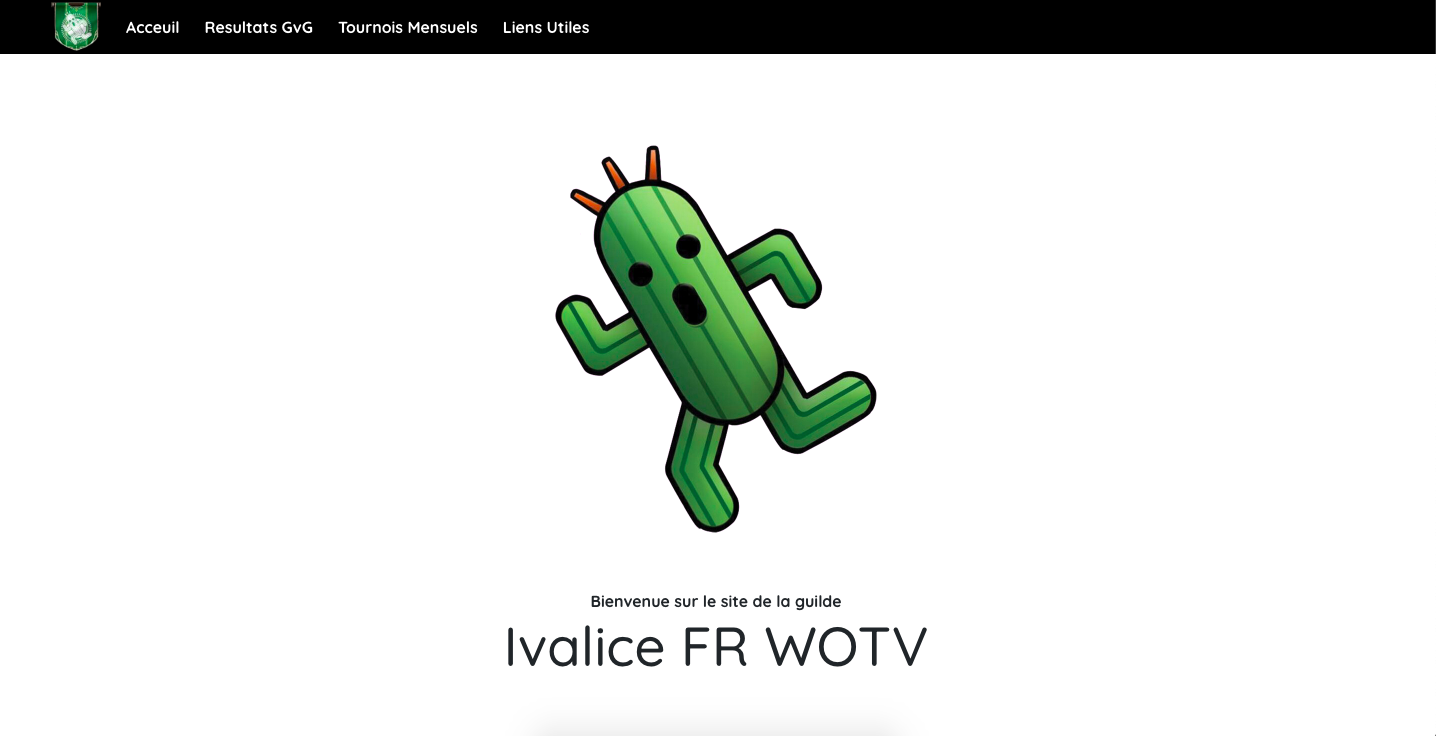 Acceuil Resultats GvG Tournois Mensuels Liens Utiles
Bienvenue sur le site de la guilde
Ivalice FR WOTV